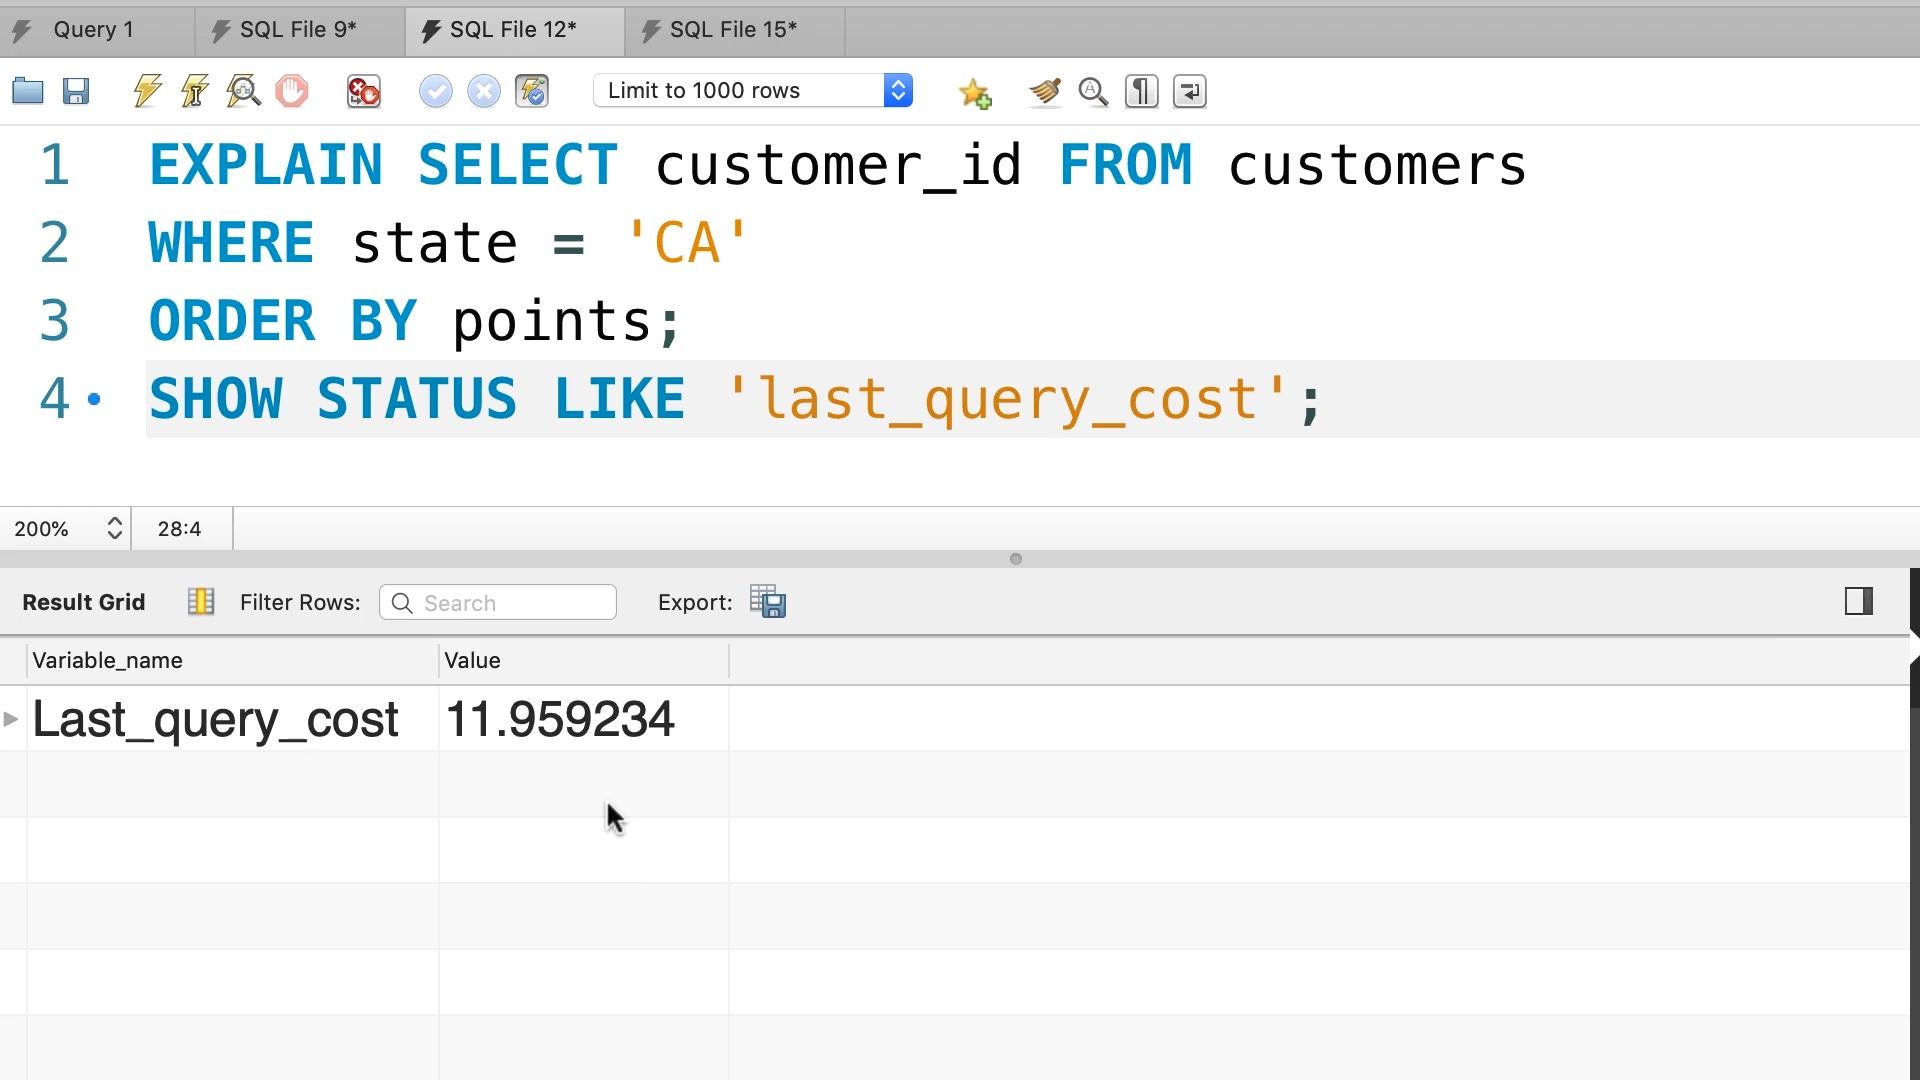 Query 1 SQL File 9* SQL File 12* SQL File 15*
Limit to 1000 rows
1 EXPLAIN SELECT customer_id FROM customers
2 WHERE state = 'CA'
3 ORDER BY points;
4 SHOW STATUS LIKE 'last_query_cost';
200% 28:4
Result Grid Filter Rows: Search Export:
Variable_name Value
Last_query_cost 11.959234